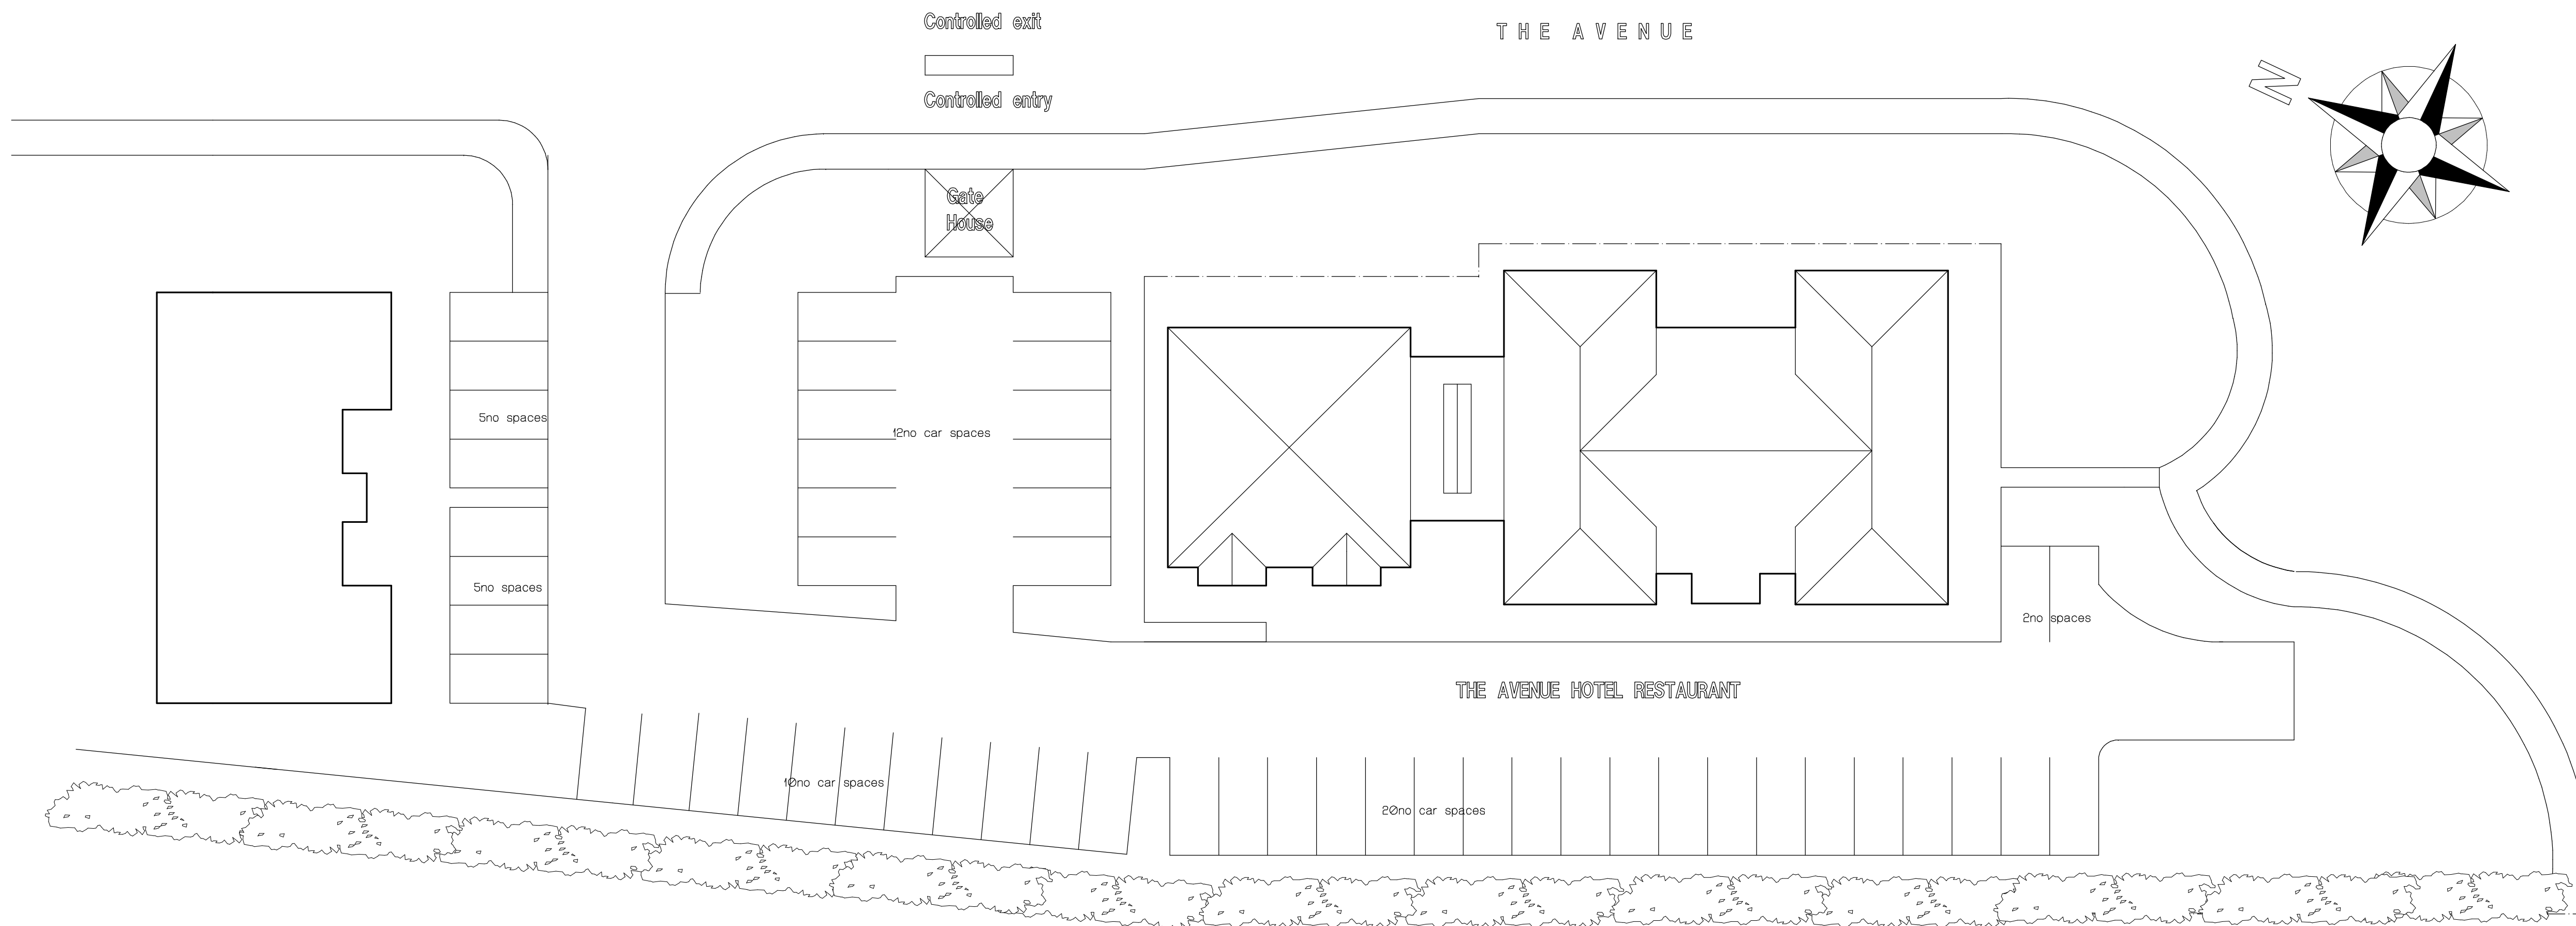 Controlled exit
THE AVENUE
N
Controlled entry
Gate
House
5no spaces
12no car spaces
5no spaces
2no spaces
THE AVENUE HOTEL RESTAURANT
10no car spaces
20no car spaces